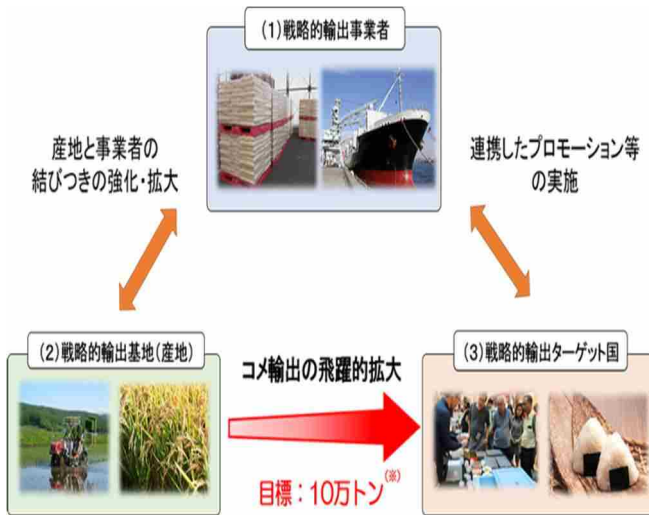 (1)戦略的輸出事業者
産地と事業者の
結びつきの強化・拡大
連携したプロモーション等
の実施
(2)戦略的輸出基地(産地)
コメ輸出の飛躍的拡大
目標：10万トン(※)
(3)戦略的輸出ターゲット国